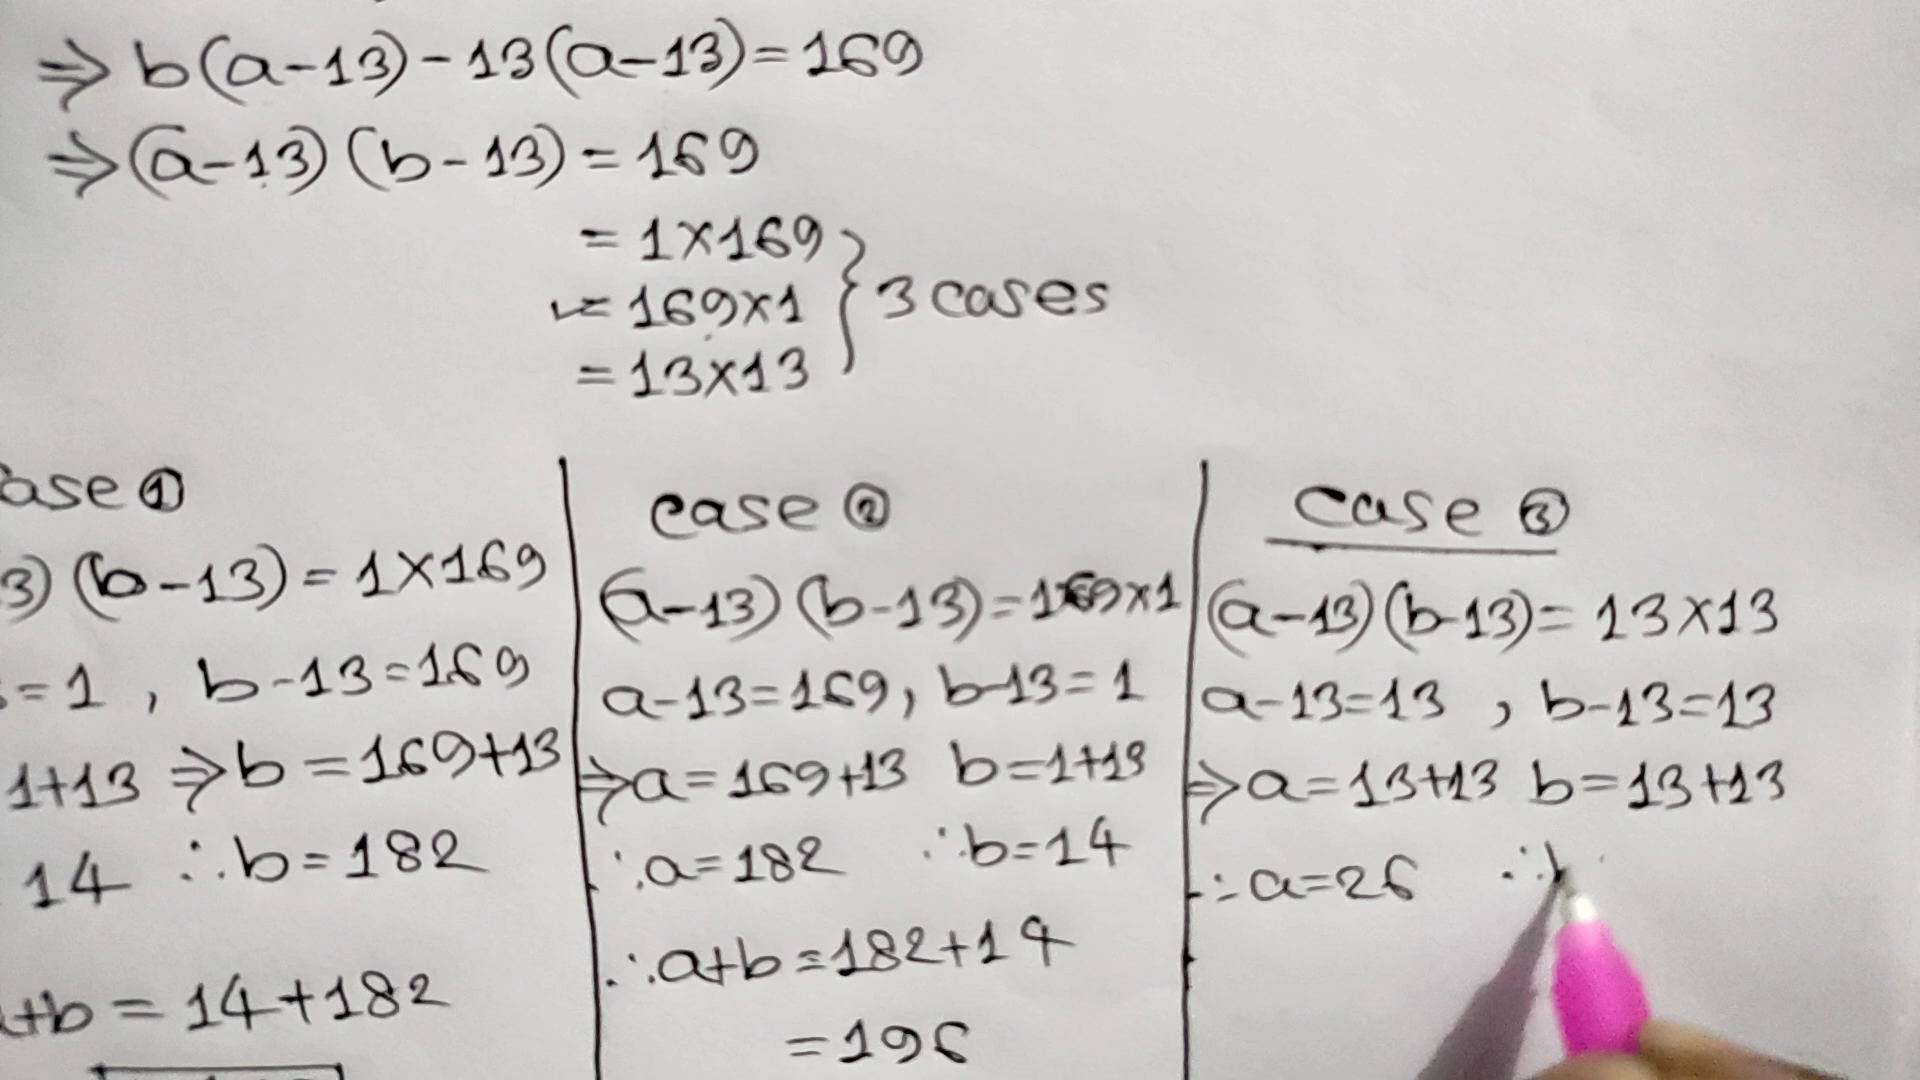 ⇒ b(a-13)-13(a-13)=169
⇒ (a-13)(b-13)=169
= 1×169
= 169×1
= 13×13
} 3 cases
ase ①
3)(b-13)=1×169
=1, b-13=169
1+13 ⇒ b=169+13
14 ∴ b=182
+b = 14+182
case ②
(a-13)(b-13)=169×1
a-13=169, b-13=1
⇒ a=169+13 b=1+13
∴ a=182 ∴ b=14
∴ a+b=182+14
=196
case ③
(a-13)(b-13)=13×13
a-13=13, b-13=13
⇒ a=13+13 b=13+13
∴ a=26 ∴